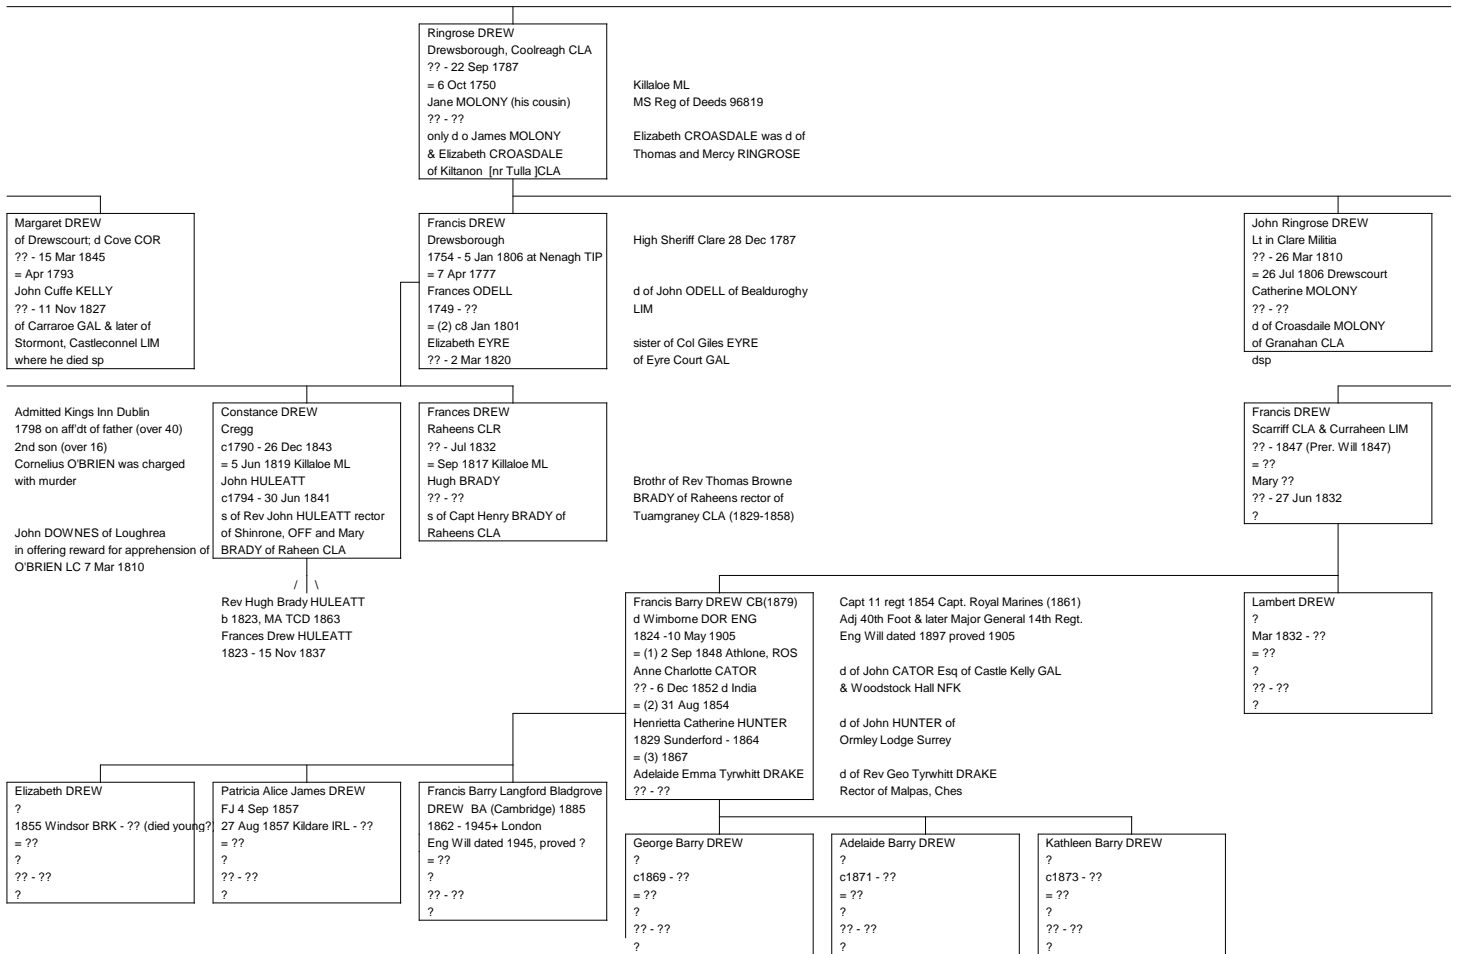 Ringrose DREW
Drewsborough, Coolreagh CLA
?? - 22 Sep 1787
= 6 Oct 1750
Jane MOLONY (his cousin)
?? - ??
only d o James MOLONY
& Elizabeth CROASDALE
of Kiltanon [nr Tulla ]CLA
Killaloe ML
MS Reg of Deeds 96819
Elizabeth CROASDALE was d of
Thomas and Mercy RINGROSE
Margaret DREW
of Drewscourt; d Cove COR
?? - 15 Mar 1845
= Apr 1793
John Cuffe KELLY
?? - 11 Nov 1827
of Carraroe GAL & later of
Stormont, Castleconnel LIM
where he died sp
Francis DREW
Drewsborough
1754 - 5 Jan 1806 at Nenagh TIP
= 7 Apr 1777
Frances ODELL
1749 - ??
= (2) c8 Jan 1801
Elizabeth EYRE
?? - 2 Mar 1820
High Sheriff Clare 28 Dec 1787
d of John ODELL of Bealduroghy
LIM
sister of Col Giles EYRE
of Eyre Court GAL
John Ringrose DREW
Lt in Clare Militia
?? - 26 Mar 1810
= 26 Jul 1806 Drewscourt
Catherine MOLONY
?? - ??
d of Croasdaile MOLONY
of Granahan CLA
dsp
Admitted Kings Inn Dublin
1798 on aff'dt of father (over 40)
2nd son (over 16)
Cornelius O'BRIEN was charged
with murder
John DOWNES of Loughrea
in offering reward for apprehension of
O'BRIEN LC 7 Mar 1810
Constance DREW
Cregg
c1790 - 26 Dec 1843
= 5 Jun 1819 Killaloe ML
John HULEATT
c1794 - 30 Jun 1841
s of Rev John HULEATT rector
of Shinrone, OFF and Mary
BRADY of Raheen CLA
/ \
Rev Hugh Brady HULEATT
b 1823, MA TCD 1863
Frances Drew HULEATT
1823 - 15 Nov 1837
Frances DREW
Raheens CLR
?? - Jul 1832
= Sep 1817 Killaloe ML
Hugh BRADY
?? - ??
s of Capt Henry BRADY of
Raheens CLA
Brothr of Rev Thomas Browne
BRADY of Raheens rector of
Tuamgraney CLA (1829-1858)
Francis DREW
Scarriff CLA & Curraheen LIM
?? - 1847 (Prer. Will 1847)
= ??
Mary ??
?? - 27 Jun 1832
?
Francis Barry DREW CB(1879)
d Wimborne DOR ENG
1824 -10 May 1905
= (1) 2 Sep 1848 Athlone, ROS
Anne Charlotte CATOR
?? - 6 Dec 1852 d India
= (2) 31 Aug 1854
Henrietta Catherine HUNTER
1829 Sunderford - 1864
= (3) 1867
Adelaide Emma Tyrwhitt DRAKE
?? - ??
Capt 11 regt 1854 Capt. Royal Marines (1861)
Adj 40th Foot & later Major General 14th Regt.
Eng Will dated 1897 proved 1905
d of John CATOR Esq of Castle Kelly GAL
& Woodstock Hall NFK
d of John HUNTER of
Ormley Lodge Surrey
d of Rev Geo Tyrwhitt DRAKE
Rector of Malpas, Ches
Lambert DREW
?
Mar 1832 - ??
= ??
?
?? - ??
?
Elizabeth DREW
?
1855 Windsor BRK - ?? (died young?)
= ??
?
?? - ??
?
Patricia Alice James DREW
FJ 4 Sep 1857
27 Aug 1857 Kildare IRL - ??
= ??
?
?? - ??
?
Francis Barry Langford Bladgrove
DREW BA (Cambridge) 1885
1862 - 1945+ London
Eng Will dated 1945, proved ?
= ??
?
?? - ??
?
George Barry DREW
?
c1869 - ??
= ??
?
?? - ??
?
Adelaide Barry DREW
?
c1871 - ??
= ??
?
?? - ??
?
Kathleen Barry DREW
?
c1873 - ??
= ??
?
?? - ??
?